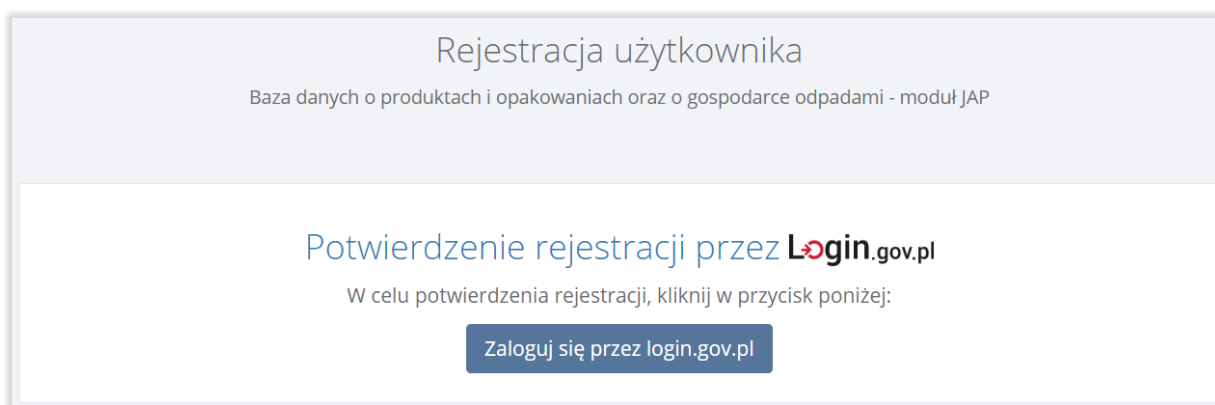 Rejestracja użytkownika
Baza danych o produktach i opakowaniach oraz o gospodarce odpadami - moduł JAP
Potwierdzenie rejestracji przez Login.gov.pl
W celu potwierdzenia rejestracji, kliknij w przycisk poniżej:
Zaloguj się przez login.gov.pl